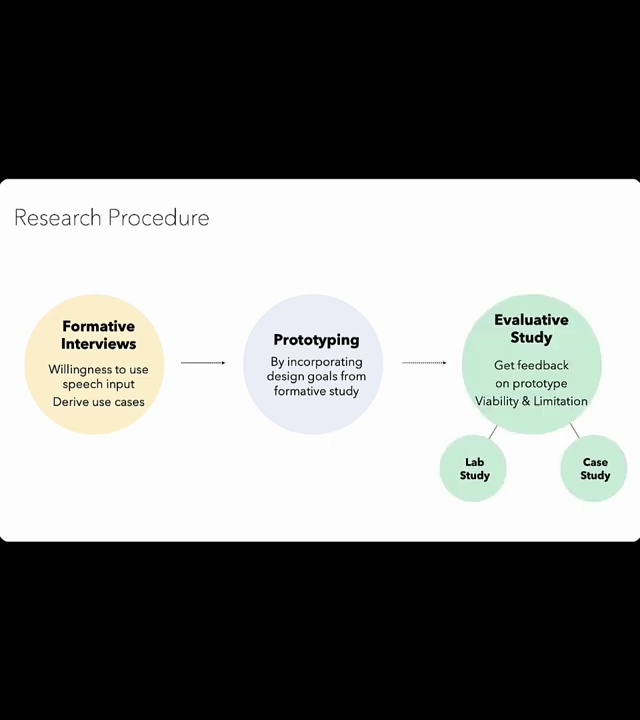 Research Procedure
Formative
Interviews
Willingness to use
speech input
Derive use cases
Prototyping
By incorporating
design goals from
formative study
Evaluative
Study
Get feedback
on prototype
Viability & Limitation
Lab
Study
Case
Study